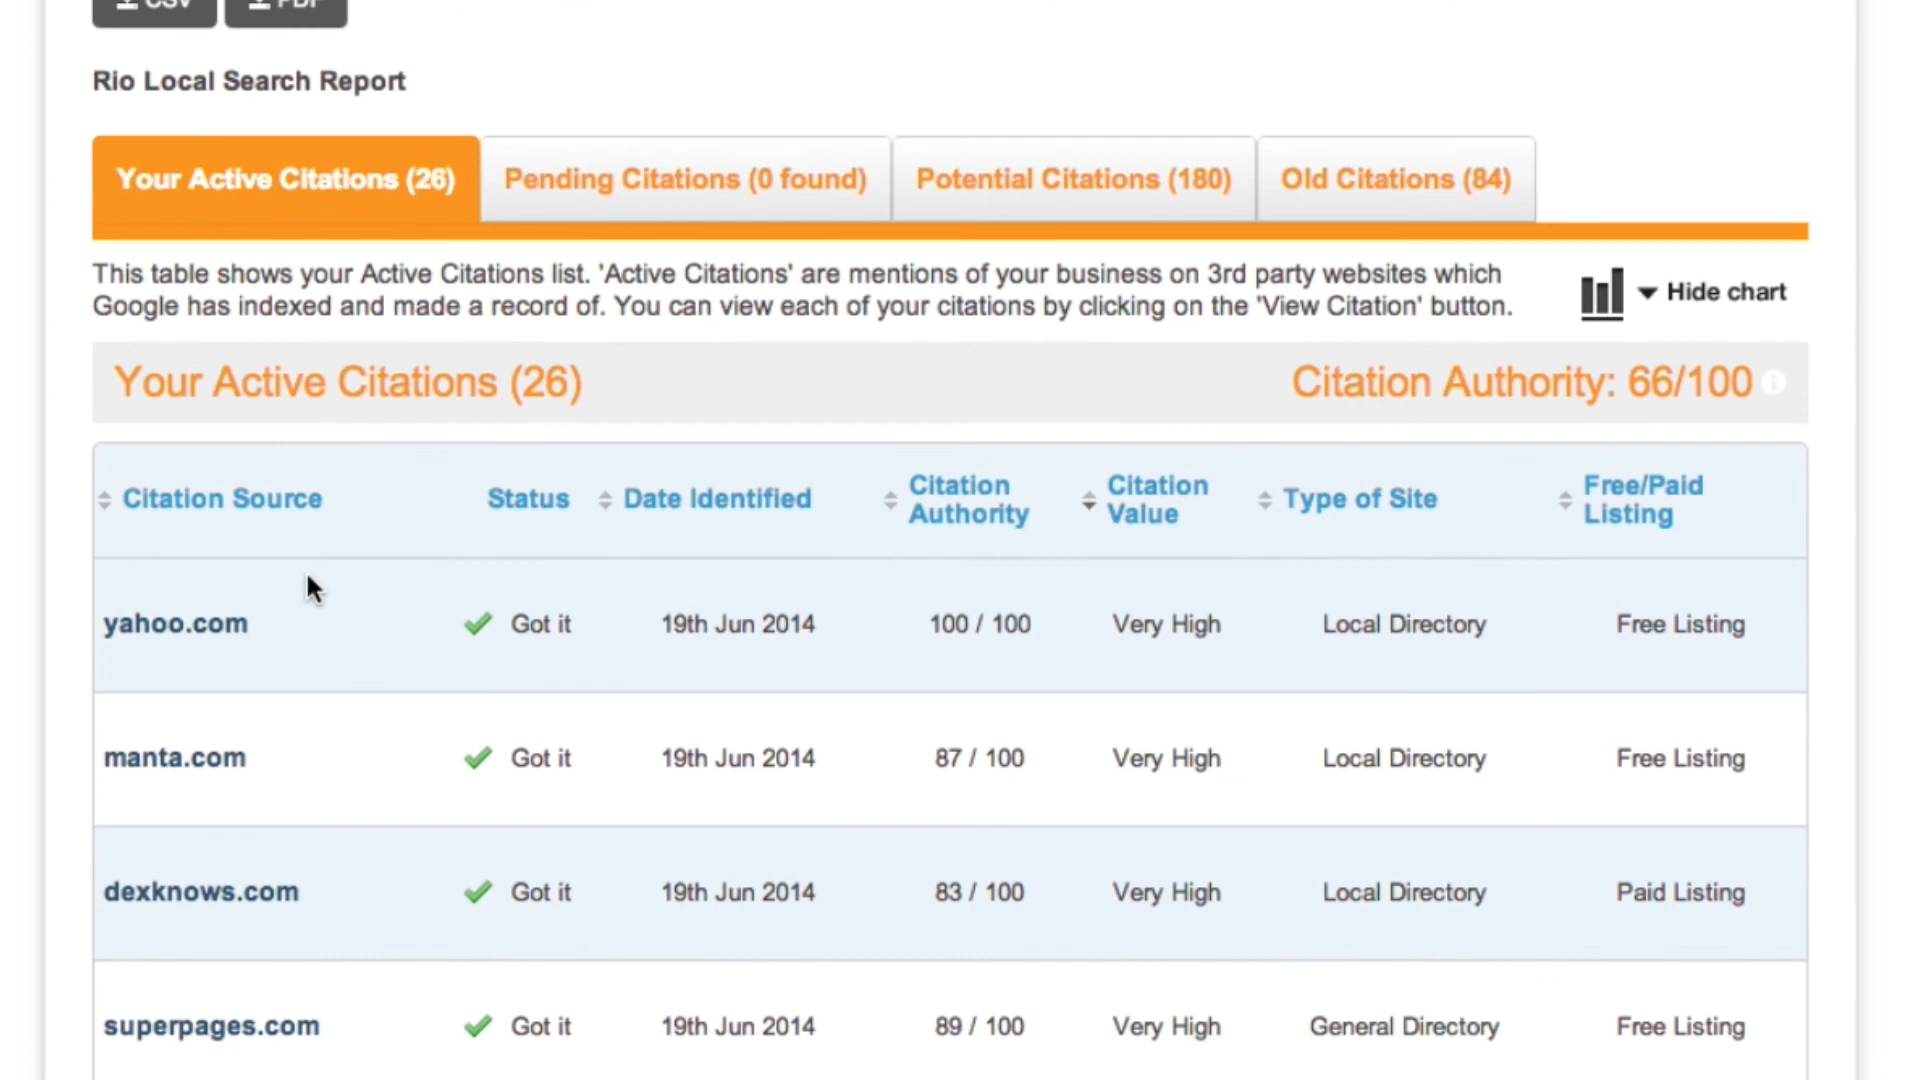 CSV PDF
Rio Local Search Report
Your Active Citations (26) Pending Citations (0 found) Potential Citations (180) Old Citations (84)
This table shows your Active Citations list. 'Active Citations' are mentions of your business on 3rd party websites which
Google has indexed and made a record of. You can view each of your citations by clicking on the 'View Citation' button.
Hide chart
Your Active Citations (26) Citation Authority: 66/100
Citation Source Status Date Identified Citation Authority Citation Value Type of Site Free/Paid Listing
yahoo.com Got it 19th Jun 2014 100 / 100 Very High Local Directory Free Listing
manta.com Got it 19th Jun 2014 87 / 100 Very High Local Directory Free Listing
dexknows.com Got it 19th Jun 2014 83 / 100 Very High Local Directory Paid Listing
superpages.com Got it 19th Jun 2014 89 / 100 Very High General Directory Free Listing